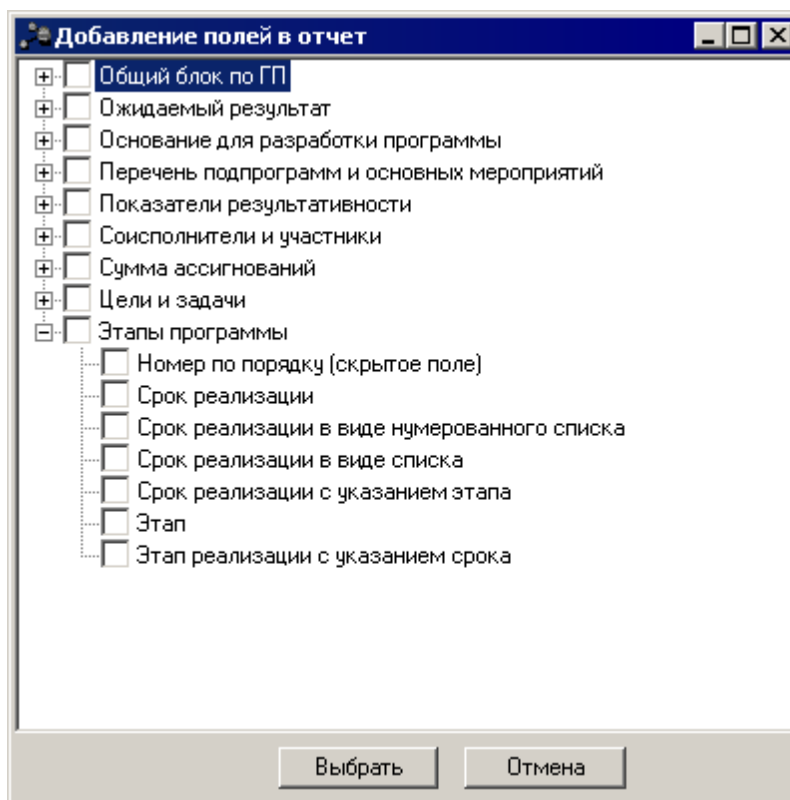 Добавление полей в отчет
Общий блок по ГП
Ожидаемый результат
Основание для разработки программы
Перечень подпрограмм и основных мероприятий
Показатели результативности
Соисполнители и участники
Сумма ассигнований
Цели и задачи
Этапы программы
Номер по порядку (скрытое поле)
Срок реализации
Срок реализации в виде нумерованного списка
Срок реализации в виде списка
Срок реализации с указанием этапа
Этап
Этап реализации с указанием срока
Выбрать Отмена